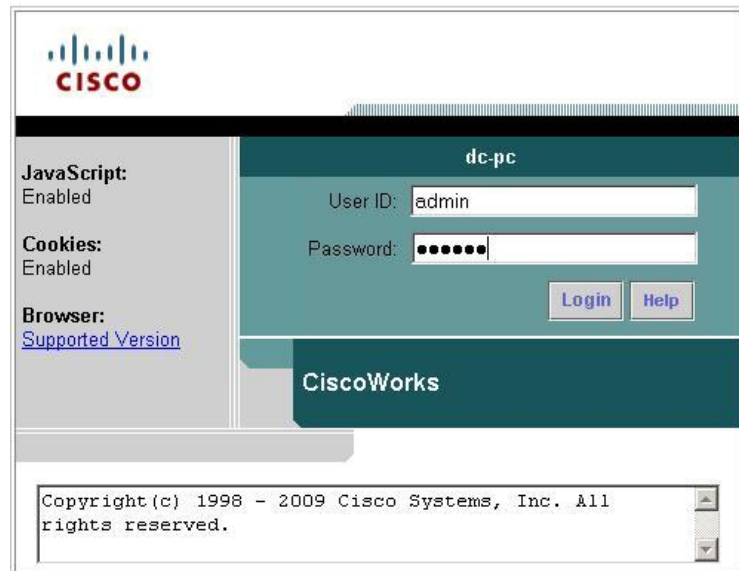 CISCO
JavaScript:
Enabled
Cookies:
Enabled
Browser:
Supported Version
dc-pc
User ID: admin
Password: ●●●●●●
Login Help
CiscoWorks
Copyright(c) 1998 - 2009 Cisco Systems, Inc. All
rights reserved.